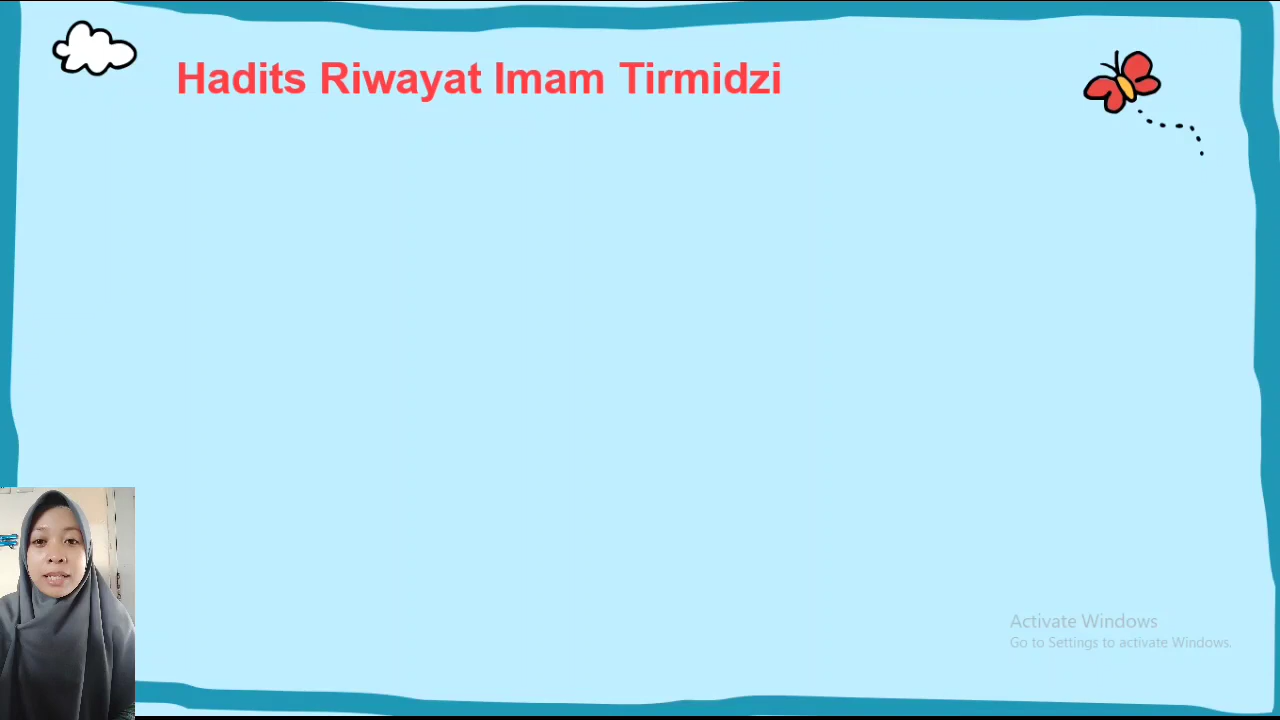 Hadits Riwayat Imam Tirmidzi
Activate Windows
Go to Settings to activate Windows.